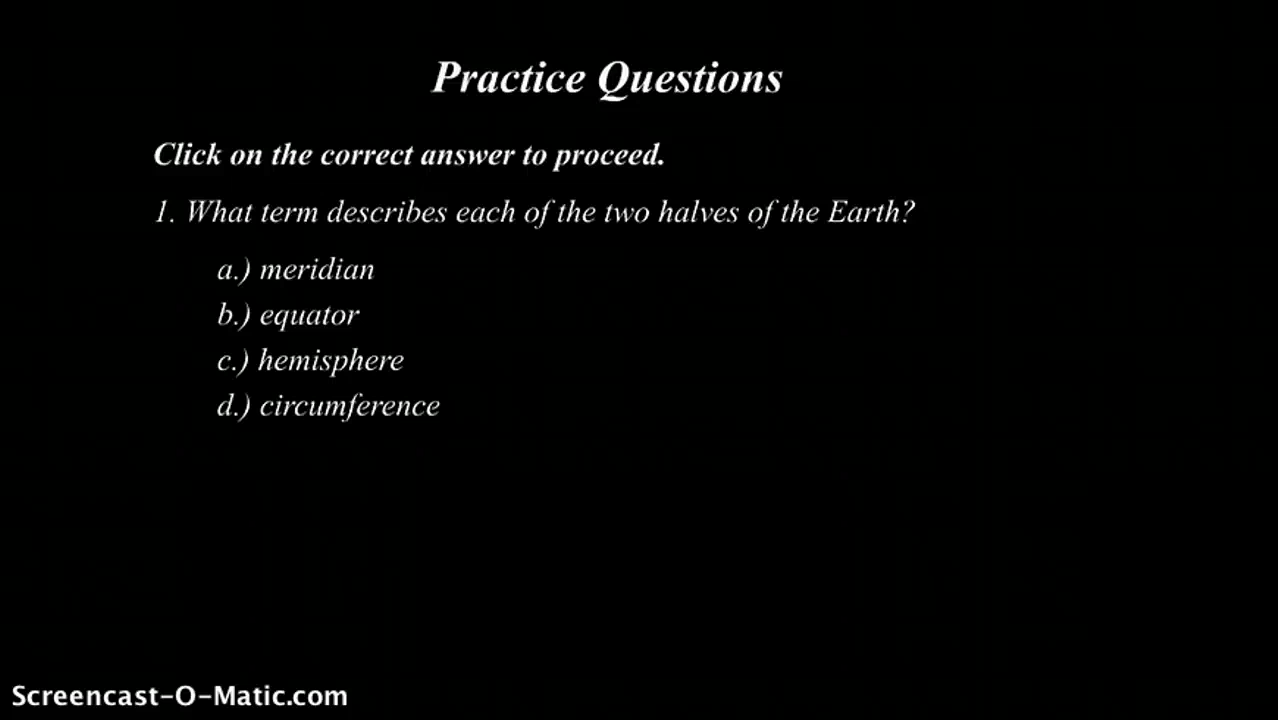 Practice Questions
Click on the correct answer to proceed.
1. What term describes each of the two halves of the Earth?
a.) meridian
b.) equator
c.) hemisphere
d.) circumference
Screencast-O-Matic.com